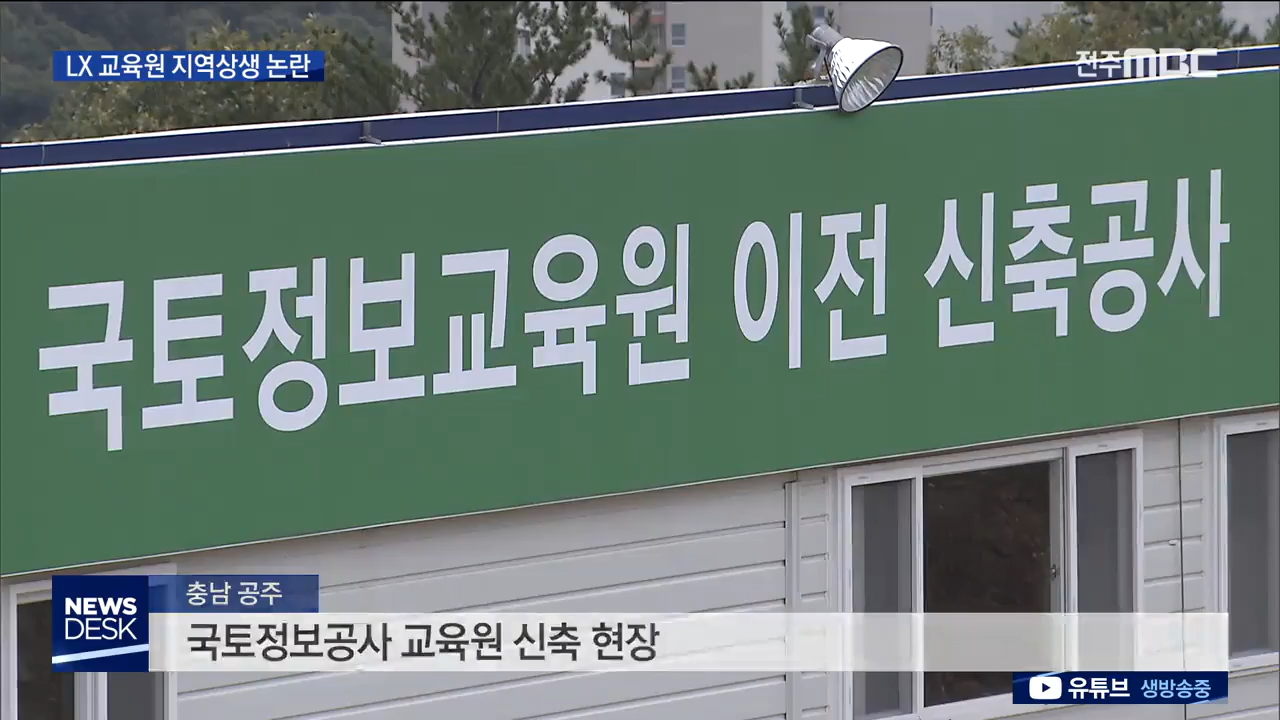 LX 교육원 지역상생 논란
전주MBC
국토정보교육원 이전 신축공사
충남 공주
NEWS DESK
국토정보공사 교육원 신축 현장
유튜브 생방송중